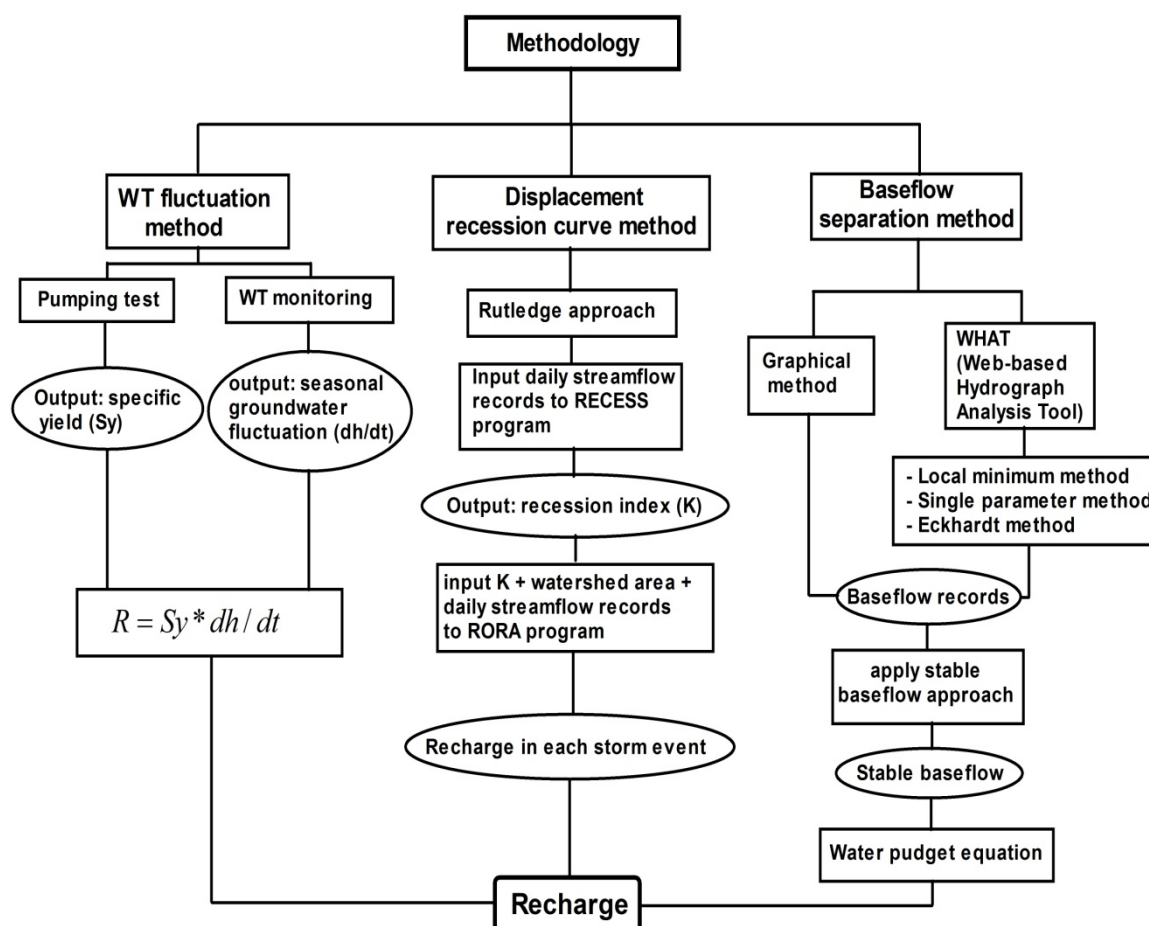 Methodology
WT fluctuation
method
Displacement
recession curve method
Baseflow
separation method
Pumping test
WT monitoring
Output: specific
yield (Sy)
output: seasonal
groundwater
fluctuation (dh/dt)
R = Sy * dh / dt
Rutledge approach
Input daily streamflow
records to RECESS
program
Output: recession index (K)
input K + watershed area +
daily streamflow records
to RORA program
Recharge in each storm event
Graphical
method
WHAT
(Web-based
Hydrograph
Analysis Tool)
- Local minimum method
- Single parameter method
- Eckhardt method
Baseflow records
apply stable
baseflow approach
Stable baseflow
Water pudget equation
Recharge